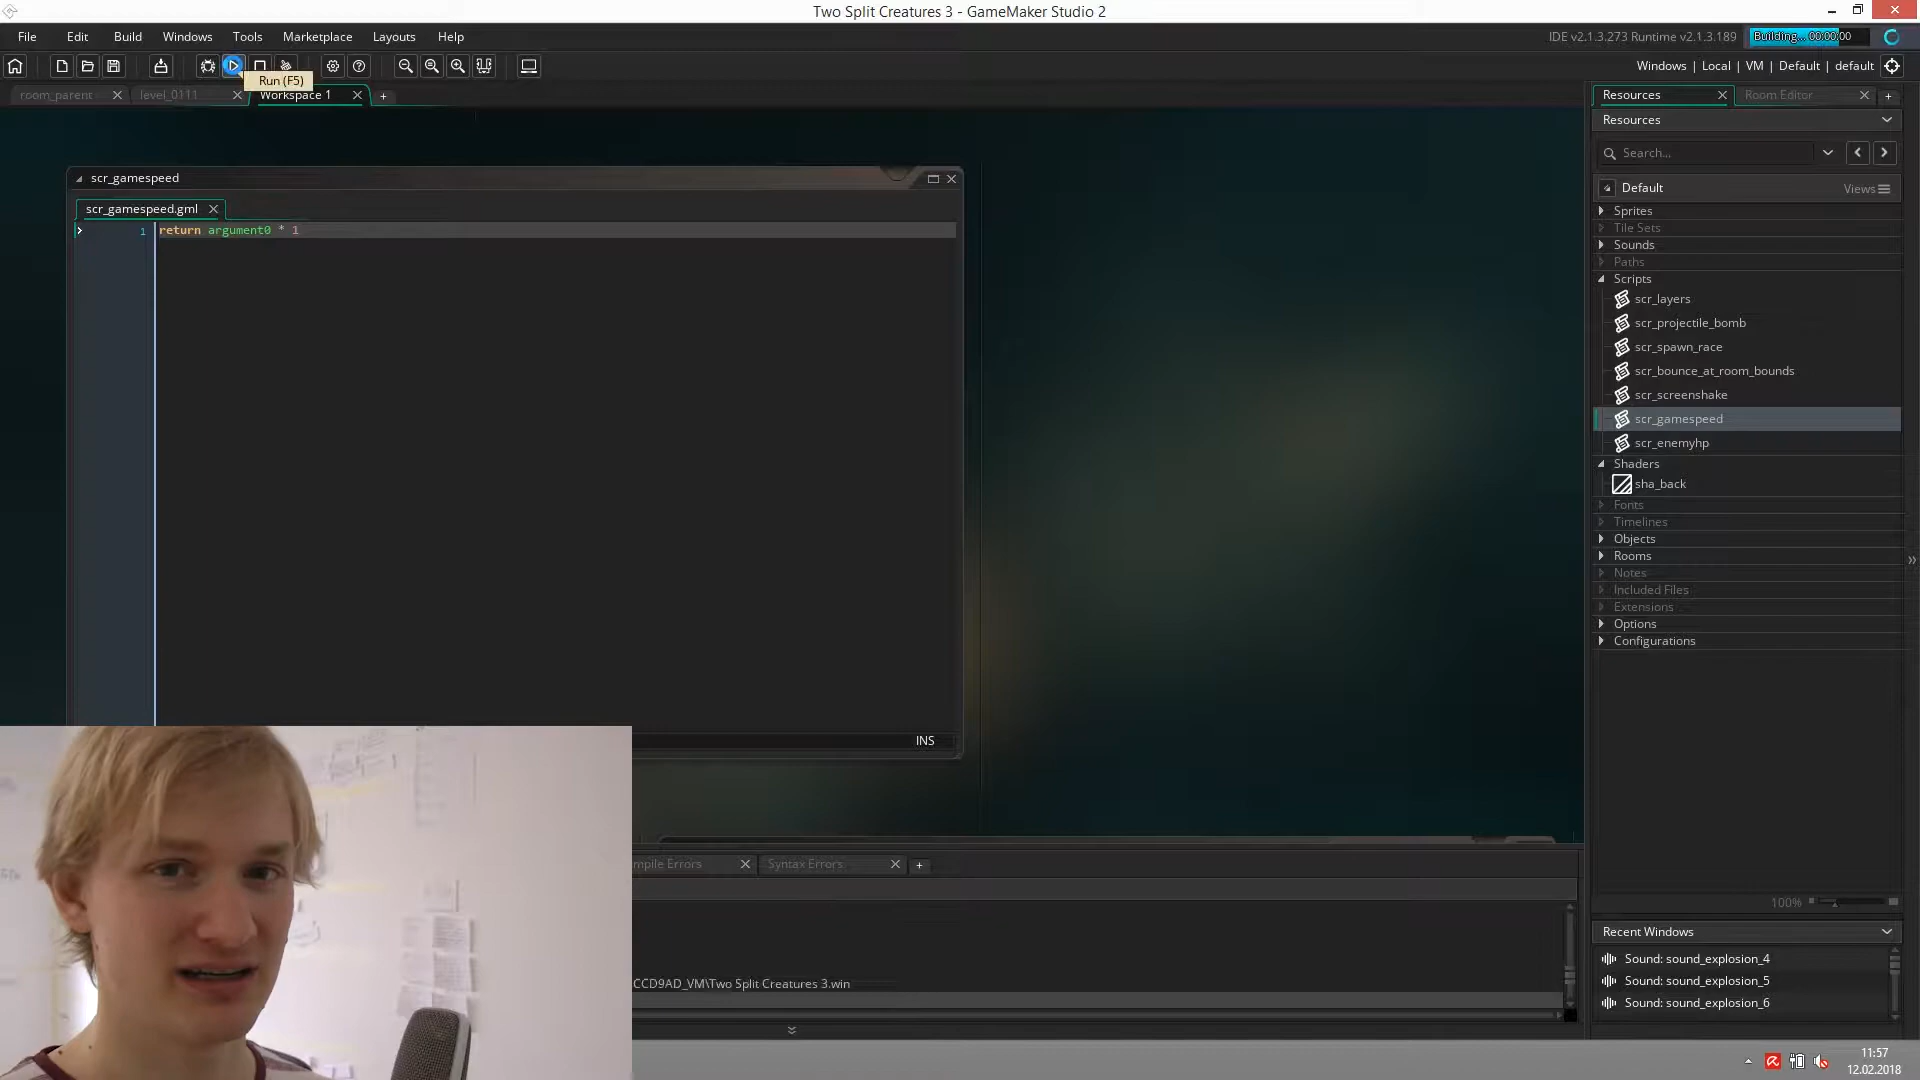 Two Split Creatures 3 - GameMaker Studio 2
File Edit Build Windows Tools Marketplace Layouts Help
IDE v2.1.3.273 Runtime v2.1.3.189
Building... 00:00:00
Run (F5)
Windows | Local | VM | Default | default
room_parent
level_0111
Workspace 1
Resources
Room Editor
Resources
Search...
Default
Views
Sprites
Tile Sets
Sounds
Paths
Scripts
scr_layers
scr_projectile_bomb
scr_spawn_race
scr_bounce_at_room_bounds
scr_screenshake
scr_gamespeed
scr_enemyhp
Shaders
sha_back
Fonts
Timelines
Objects
Rooms
Notes
Included Files
Extensions
Options
Configurations
100%
scr_gamespeed
scr_gamespeed.gml
1 return argument0 * 1
INS
mpile Errors
Syntax Errors
CCD9AD_VM\Two Split Creatures 3.win
Recent Windows
Sound: sound_explosion_4
Sound: sound_explosion_5
Sound: sound_explosion_6
11:57
12.02.2018